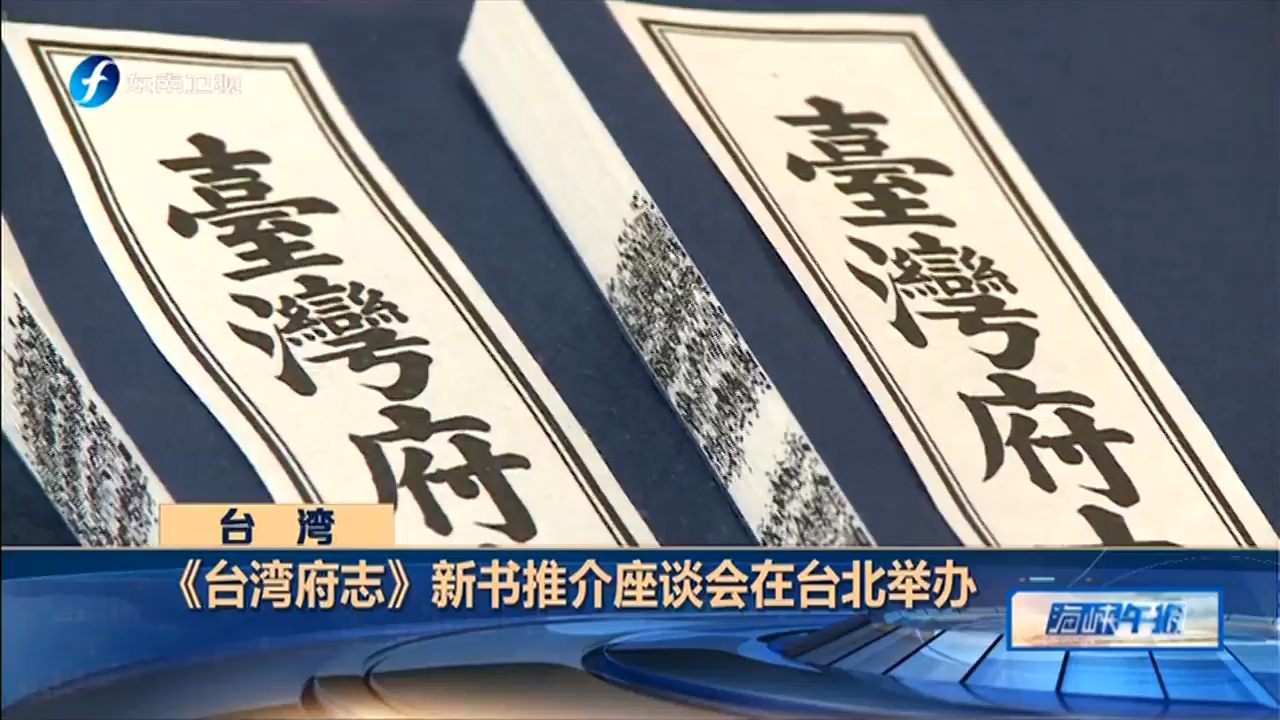 东南卫视
臺灣府
臺灣府
台湾
《台湾府志》新书推介座谈会在台北举办
海峡午报